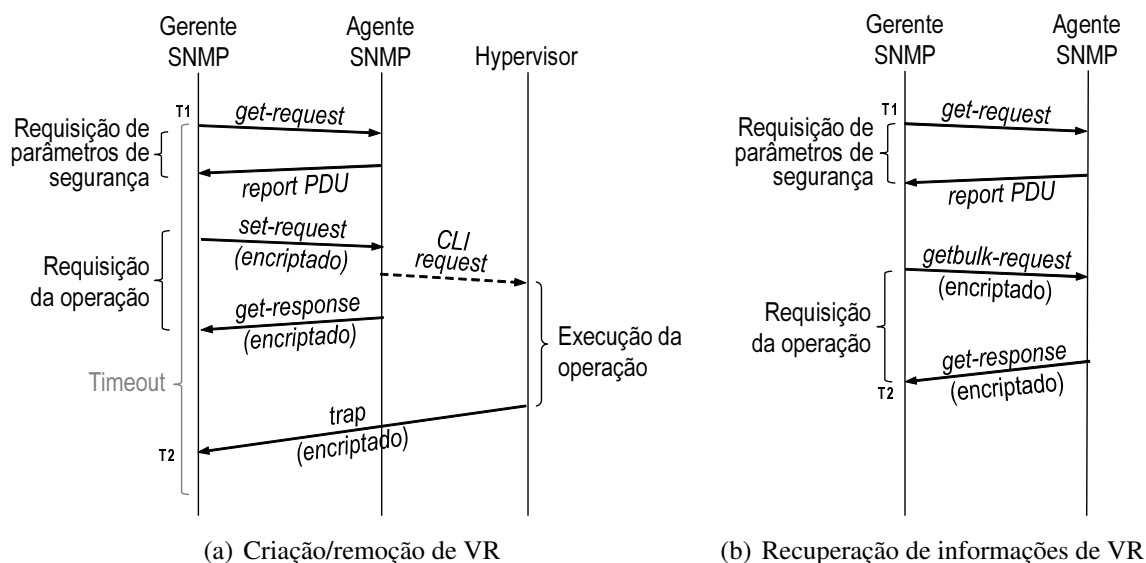 Gerente
SNMP
Agente
SNMP
Hypervisor
T1
get-request
Requisição de
parâmetros de
segurança
report PDU
set-request
(encriptado)
CLI
request
Requisição
da operação
get-response
(encriptado)
Execução da
operação
Timeout
trap
(encriptado)
T2
(a) Criação/remoção de VR
Gerente
SNMP
Agente
SNMP
T1
get-request
Requisição de
parâmetros de
segurança
report PDU
getbulk-request
(encriptado)
Requisição
da operação
get-response
(encriptado)
T2
(b) Recuperação de informações de VR